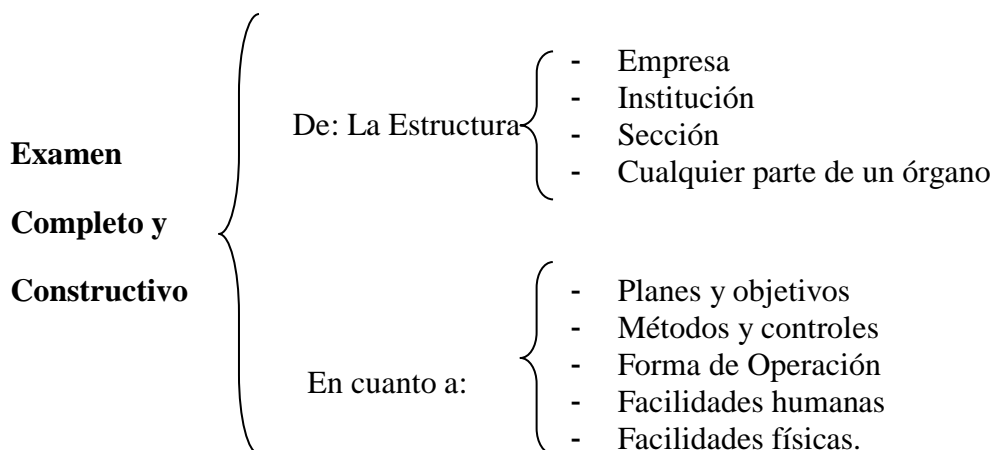 Examen
Completo y
Constructivo
De: La Estructura
- Empresa
- Institución
- Sección
- Cualquier parte de un órgano
En cuanto a:
- Planes y objetivos
- Métodos y controles
- Forma de Operación
- Facilidades humanas
- Facilidades físicas.